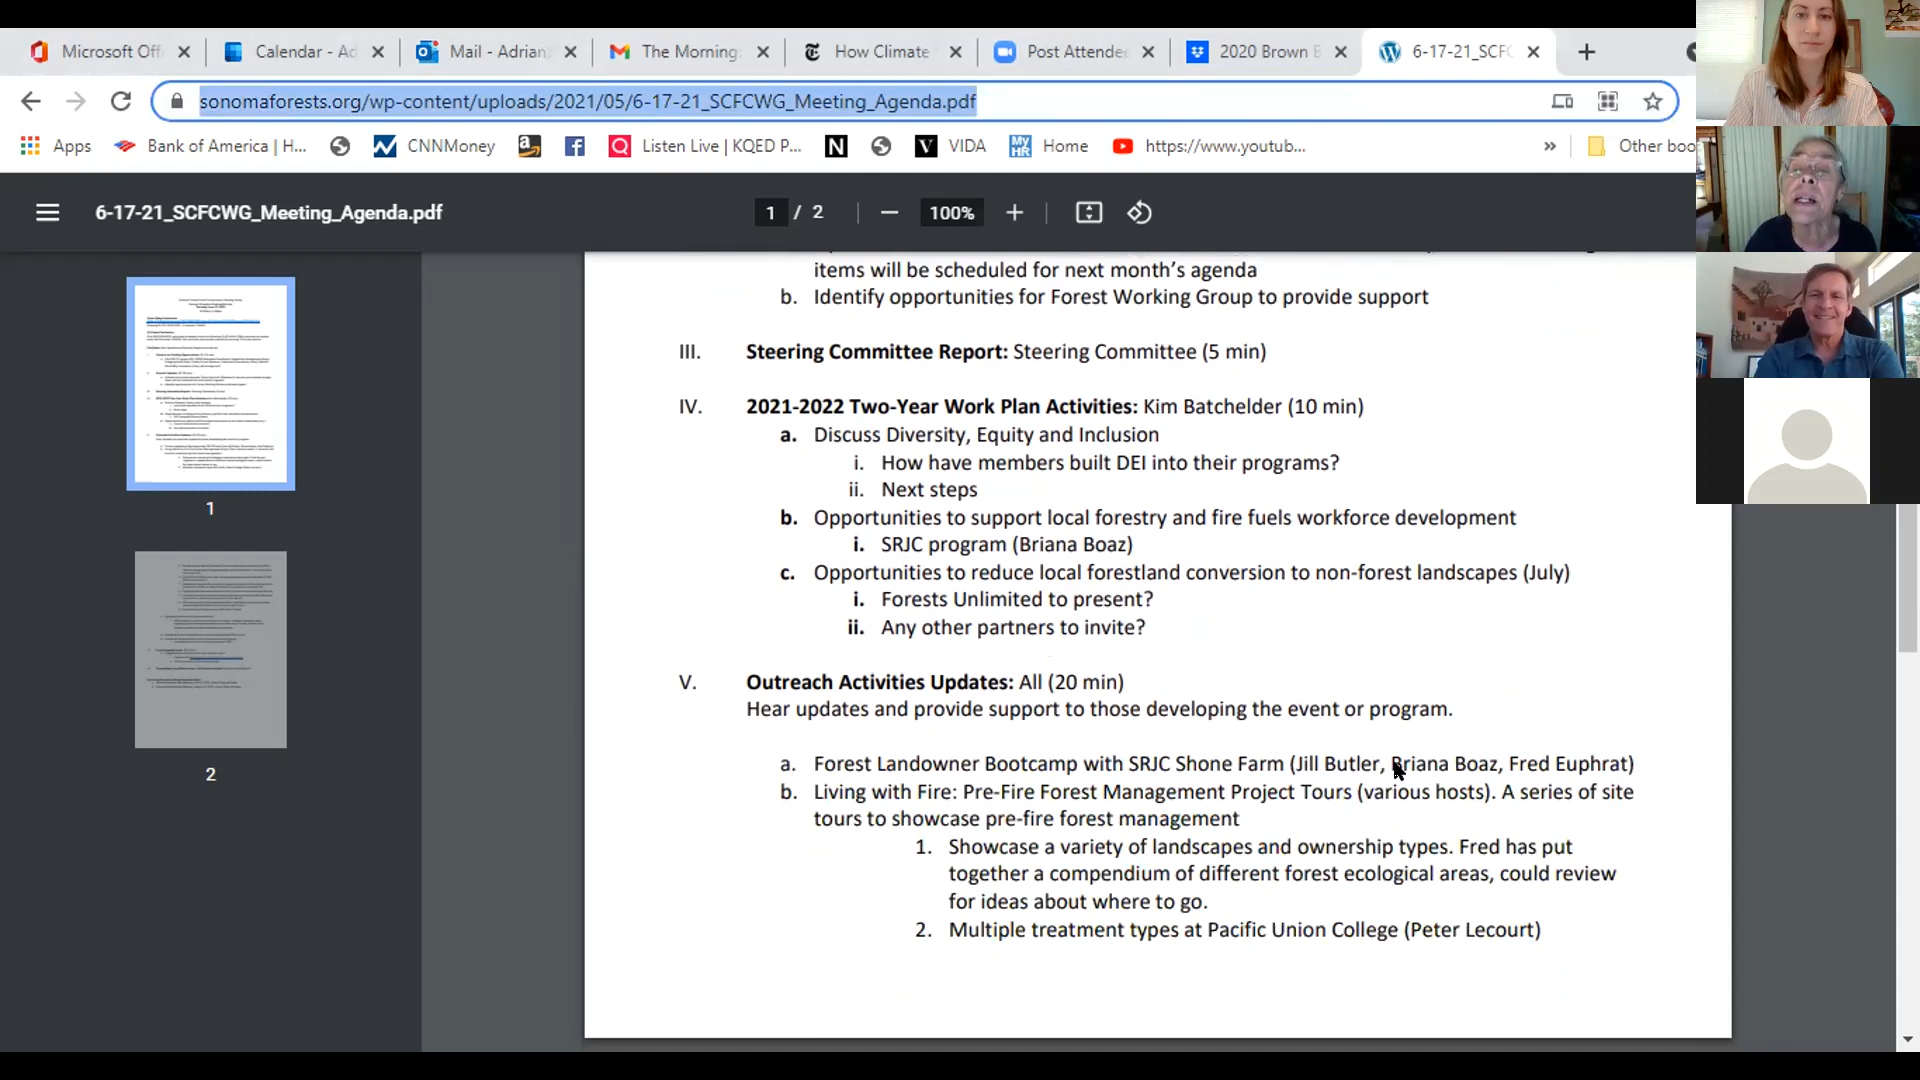 Microsoft Offi
Calendar - Ad
Mail - Adrian
The Morning:
How Climate
Post Attendee
2020 Brown B
6-17-21_SCFC
sonomaforests.org/wp-content/uploads/2021/05/6-17-21_SCFCWG_Meeting_Agenda.pdf
Apps
Bank of America | H...
CNNMoney
Listen Live | KQED P...
N
V
VIDA
MY HR
Home
https://www.youtub...
»
Other boo
6-17-21_SCFCWG_Meeting_Agenda.pdf
1 / 2
100%
items will be scheduled for next month's agenda
b. Identify opportunities for Forest Working Group to provide support
III. Steering Committee Report: Steering Committee (5 min)
IV. 2021-2022 Two-Year Work Plan Activities: Kim Batchelder (10 min)
a. Discuss Diversity, Equity and Inclusion
i. How have members built DEI into their programs?
ii. Next steps
b. Opportunities to support local forestry and fire fuels workforce development
i. SRJC program (Briana Boaz)
c. Opportunities to reduce local forestland conversion to non-forest landscapes (July)
i. Forests Unlimited to present?
ii. Any other partners to invite?
V. Outreach Activities Updates: All (20 min)
Hear updates and provide support to those developing the event or program.
a. Forest Landowner Bootcamp with SRJC Shone Farm (Jill Butler, Briana Boaz, Fred Euphrat)
b. Living with Fire: Pre-Fire Forest Management Project Tours (various hosts). A series of site
tours to showcase pre-fire forest management
1. Showcase a variety of landscapes and ownership types. Fred has put
together a compendium of different forest ecological areas, could review
for ideas about where to go.
2. Multiple treatment types at Pacific Union College (Peter Lecourt)
1
2